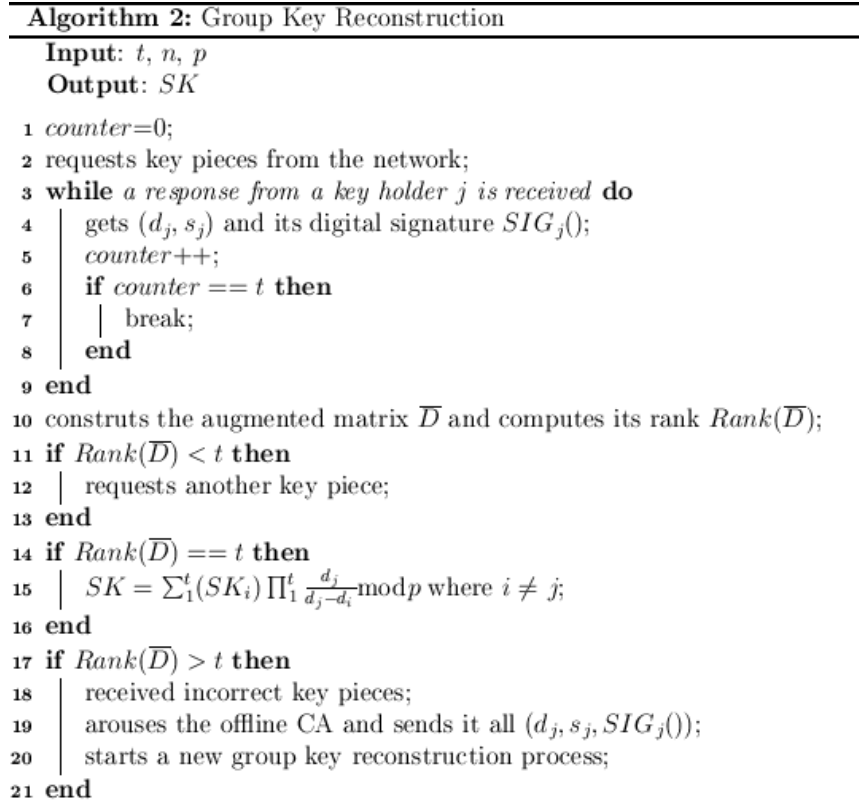 Algorithm 2: Group Key Reconstruction
Input: t, n, p
Output: SK
1 counter=0;
2 requests key pieces from the network;
3 while a response from a key holder j is received do
4 gets (d_j, s_j) and its digital signature SIG_j();
5 counter++;
6 if counter == t then
7 break;
8 end
9 end
10 construts the augmented matrix D̅ and computes its rank Rank(D̅);
11 if Rank(D̅) < t then
12 requests another key piece;
13 end
14 if Rank(D̅) == t then
15 SK = ∑_1^t(SK_i) ∏_1^t \frac{d_j}{d_j-d_i} mod p where i ≠ j;
16 end
17 if Rank(D̅) > t then
18 received incorrect key pieces;
19 arouses the offline CA and sends it all (d_j, s_j, SIG_j());
20 starts a new group key reconstruction process;
21 end